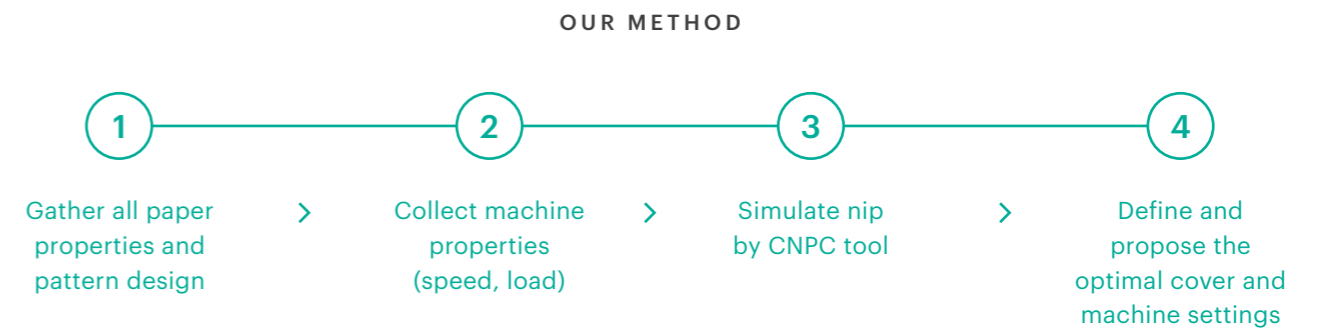 OUR METHOD
1
2
3
4
Gather all paper
properties and
pattern design
>
Collect machine
properties
(speed, load)
>
Simulate nip
by CNPC tool
>
Define and
propose the
optimal cover and
machine settings